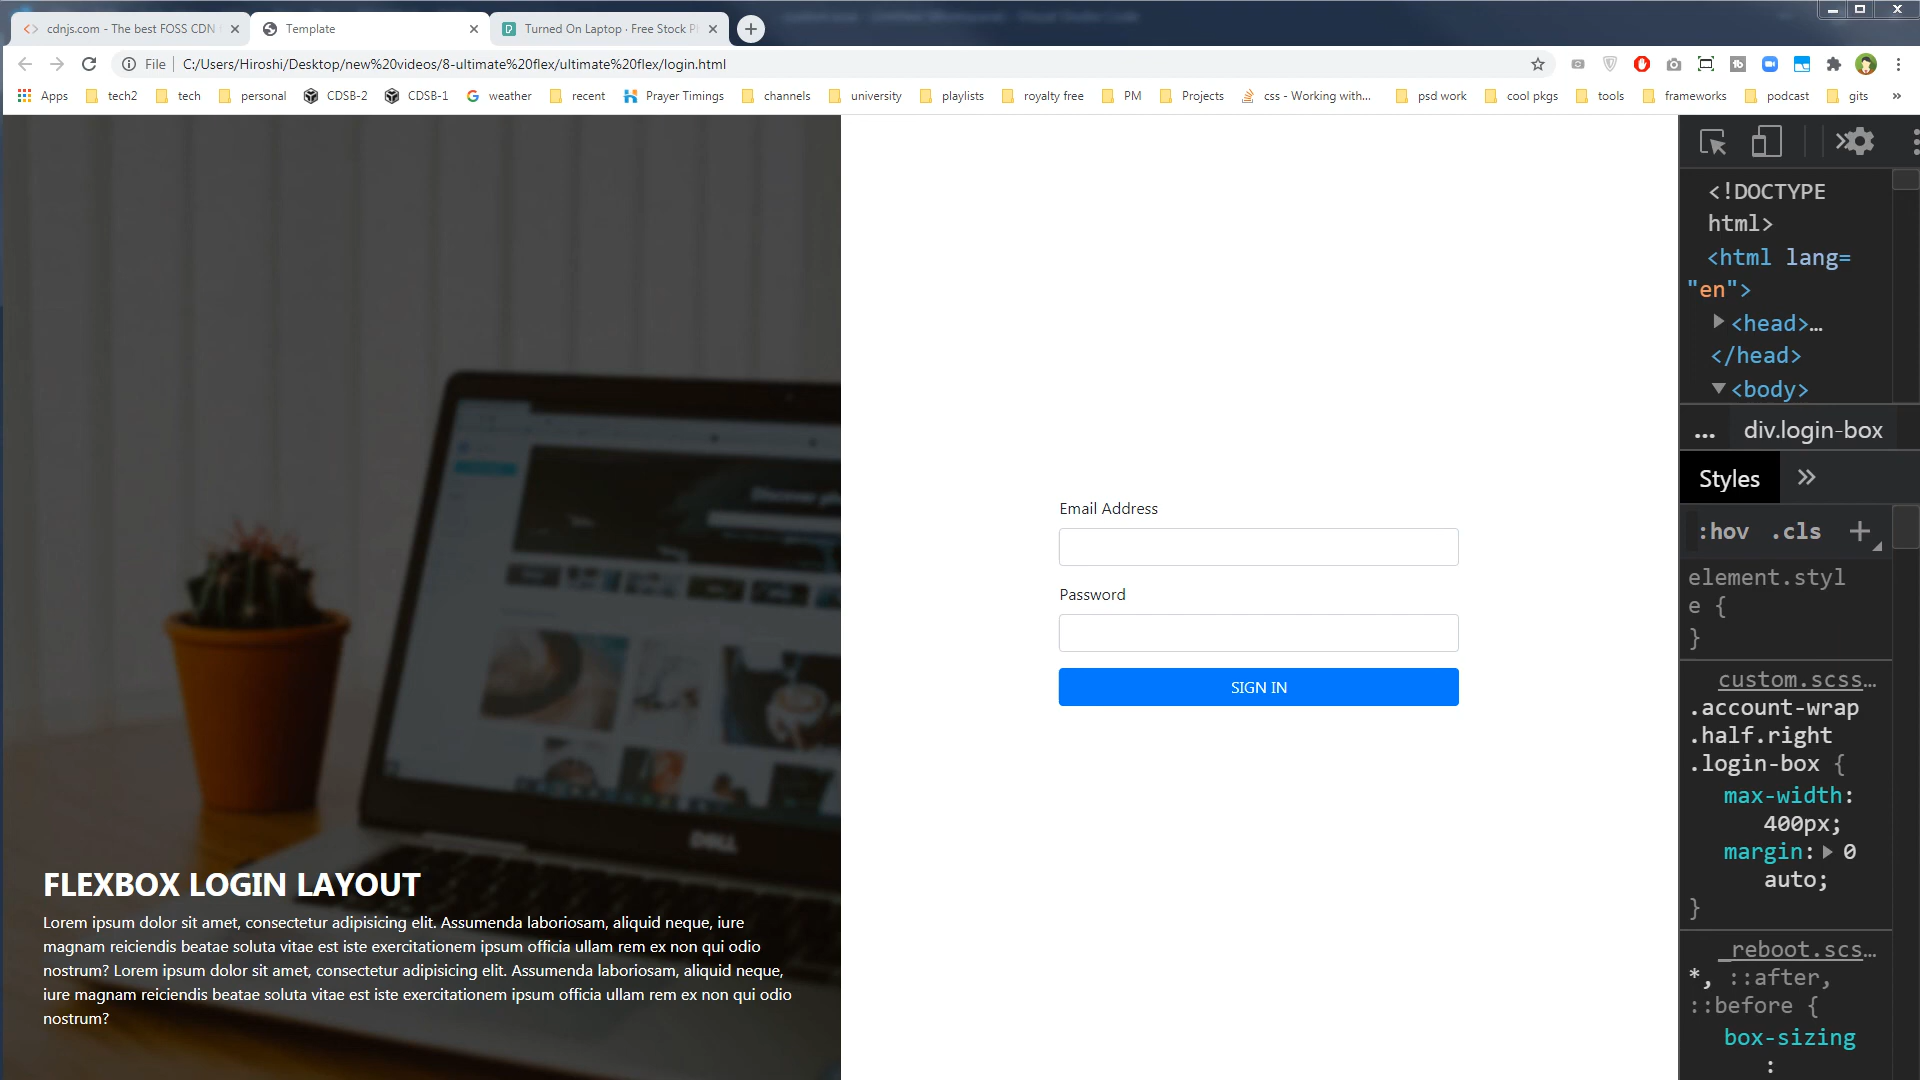 cdnjs.com - The best FOSS CDN
Template
Turned On Laptop · Free Stock P
File
C:/Users/Hiroshi/Desktop/new%20videos/8-ultimate%20flex/ultimate%20flex/login.html
Apps
tech2
tech
personal
CDSB-2
CDSB-1
weather
recent
Prayer Timings
channels
university
playlists
royalty free
PM
Projects
css - Working with...
psd work
cool pkgs
tools
frameworks
podcast
gits
»
Email Address
Password
SIGN IN
FLEXBOX LOGIN LAYOUT
Lorem ipsum dolor sit amet, consectetur adipisicing elit. Assumenda laboriosam, aliquid neque, iure
magnam reiciendis beatae soluta vitae est iste exercitationem ipsum officia ullam rem ex non qui odio
nostrum? Lorem ipsum dolor sit amet, consectetur adipisicing elit. Assumenda laboriosam, aliquid neque,
iure magnam reiciendis beatae soluta vitae est iste exercitationem ipsum officia ullam rem ex non qui odio
nostrum?
DELL
<!DOCTYPE
html>
<html lang=
"en">
<head>…
</head>
<body>
... div.login-box
Styles »
:hov .cls +
element.styl
e {
}
custom.scss…
.account-wrap
.half.right
.login-box {
max-width:
400px;
margin: 0
auto;
}
_reboot.scs…
*, ::after,
::before {
box-sizing
: